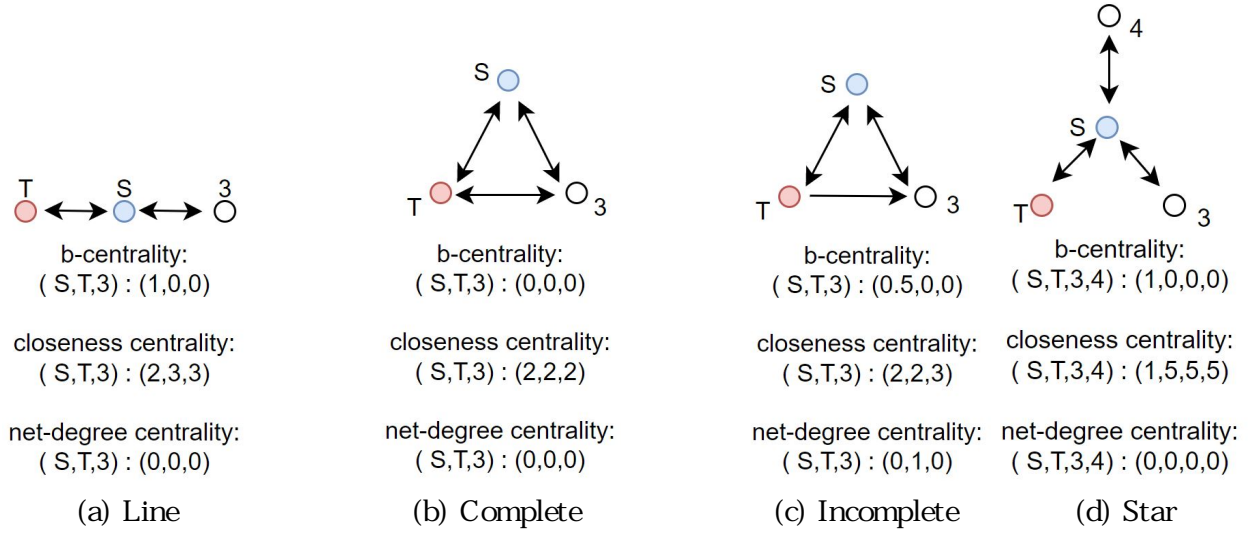 T S 3
b-centrality:
( S,T,3) : (1,0,0)
closeness centrality:
( S,T,3) : (2,3,3)
net-degree centrality:
( S,T,3) : (0,0,0)
(a) Line
S
T
3
b-centrality:
( S,T,3) : (0,0,0)
closeness centrality:
( S,T,3) : (2,2,2)
net-degree centrality:
( S,T,3) : (0,0,0)
(b) Complete
S
T
3
b-centrality:
(S,T,3) : (0.5,0,0)
closeness centrality:
( S,T,3) : (2,2,3)
net-degree centrality:
( S,T,3) : (0,1,0)
(c) Incomplete
4
S
T
3
b-centrality:
( S,T,3,4) : (1,0,0,0)
closeness centrality:
( S,T,3,4) : (1,5,5,5)
net-degree centrality:
( S,T,3,4) : (0,0,0,0)
(d) Star